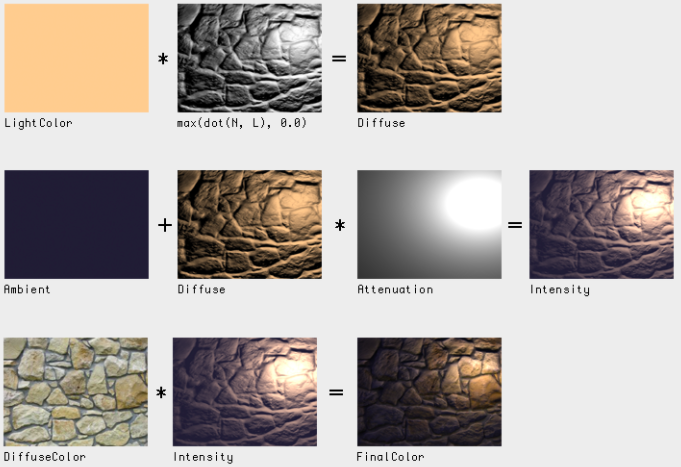 * =
LightColor max(dot(N, L), 0.0) Diffuse
+ * =
Ambient Diffuse Attenuation Intensity
* =
DiffuseColor Intensity FinalColor